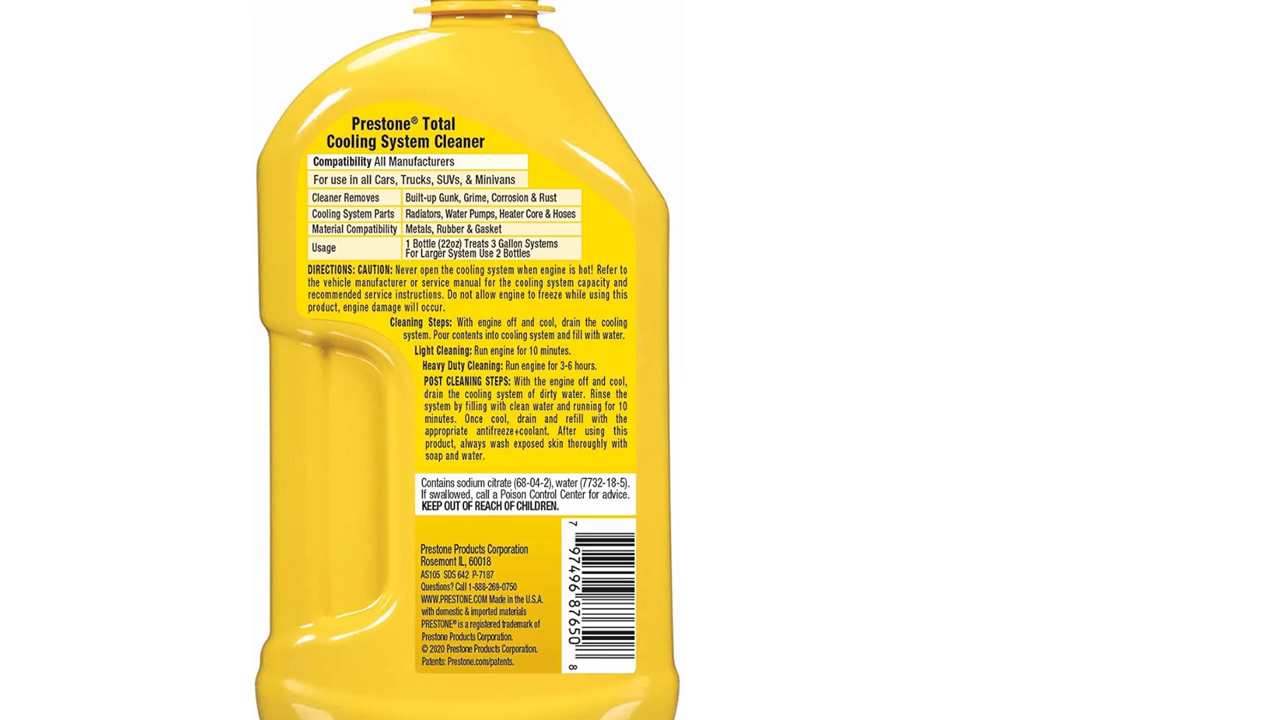 Prestone® Total
Cooling System Cleaner
Compatibility All Manufacturers
For use in all Cars, Trucks, SUVs, & Minivans
Cleaner Removes Built-up Gunk, Grime, Corrosion & Rust
Cooling System Parts Radiators, Water Pumps, Heater Core & Hoses
Material Compatibility Metals, Rubber & Gasket
Usage 1 Bottle (22oz) Treats 3 Gallon Systems
For Larger System Use 2 Bottles
DIRECTIONS: CAUTION: Never open the cooling system when engine is hot! Refer to
the vehicle manufacturer or service manual for the cooling system capacity and
recommended service instructions. Do not allow engine to freeze while using this
product, engine damage will occur.
Cleaning Steps: With engine off and cool, drain the cooling
system. Pour contents into cooling system and fill with water.
Light Cleaning: Run engine for 10 minutes.
Heavy Duty Cleaning: Run engine for 3-6 hours.
POST CLEANING STEPS: With the engine off and cool,
drain the cooling system of dirty water. Rinse the
system by filling with clean water and running for 10
minutes. Once cool, drain and refill with the
appropriate antifreeze+coolant. After using this
product, always wash exposed skin thoroughly with
soap and water.
Contains sodium citrate (68-04-2), water (7732-18-5).
If swallowed, call a Poison Control Center for advice.
KEEP OUT OF REACH OF CHILDREN.
Prestone Products Corporation
Rosemont IL, 60018
AS105 SDS 642 P-7187
Questions? Call 1-888-269-0750
WWW.PRESTONE.COM Made in the U.S.A.
with domestic & imported materials
PRESTONE® is a registered trademark of
Prestone Products Corporation.
© 2020 Prestone Products Corporation.
Patents: Prestone.com/patents.
7 97496 87650 8